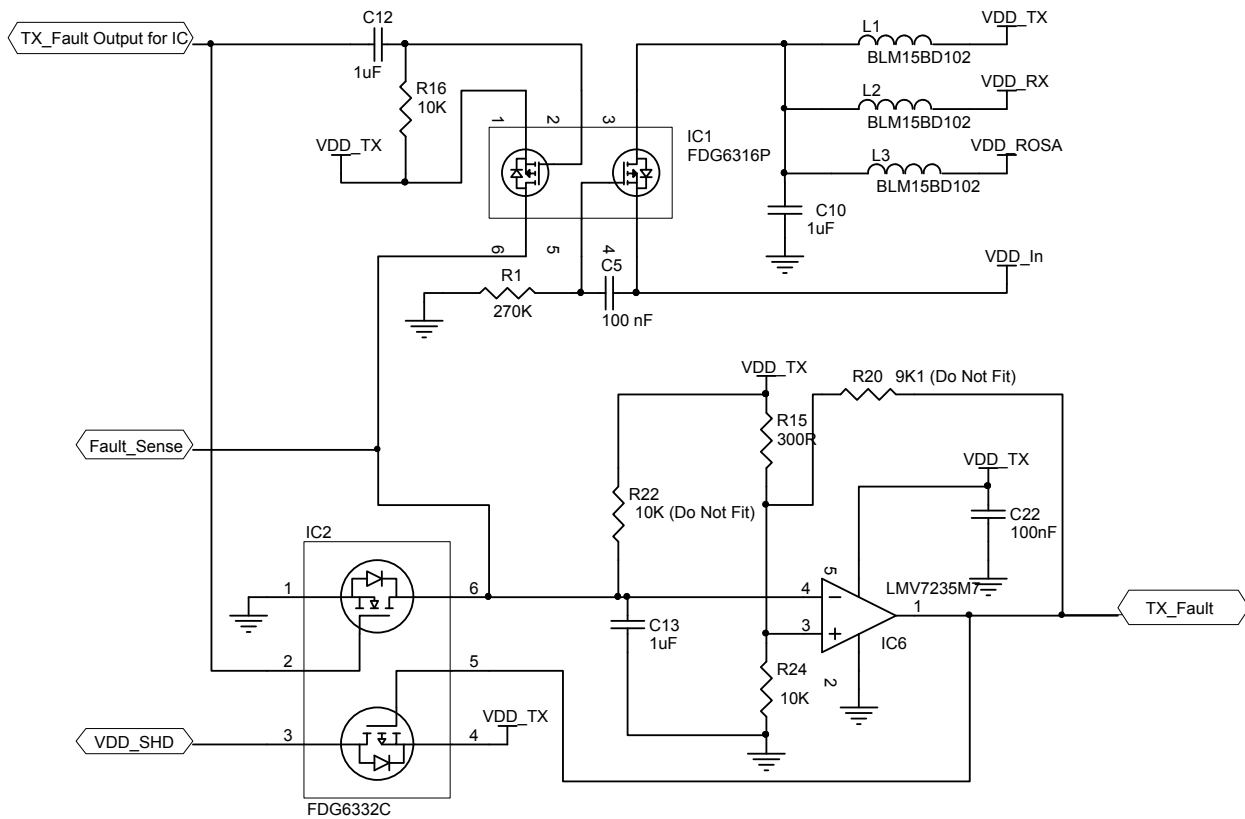 TX_Fault Output for IC
C12
1uF
R16
10K
VDD_TX
1
2
3
IC1
FDG6316P
6
5
4
L1
BLM15BD102
VDD_TX
L2
BLM15BD102
VDD_RX
L3
BLM15BD102
VDD_ROSA
C10
1uF
R1
270K
C5
100 nF
VDD_In
VDD_TX
R20 9K1 (Do Not Fit)
R15
300R
Fault_Sense
R22
10K (Do Not Fit)
VDD_TX
C22
100nF
IC2
1
6
2
5
3
4
VDD_TX
VDD_SHD
FDG6332C
C13
1uF
R24
10K
5
4
3
2
LMV7235M7
1
IC6
TX_Fault